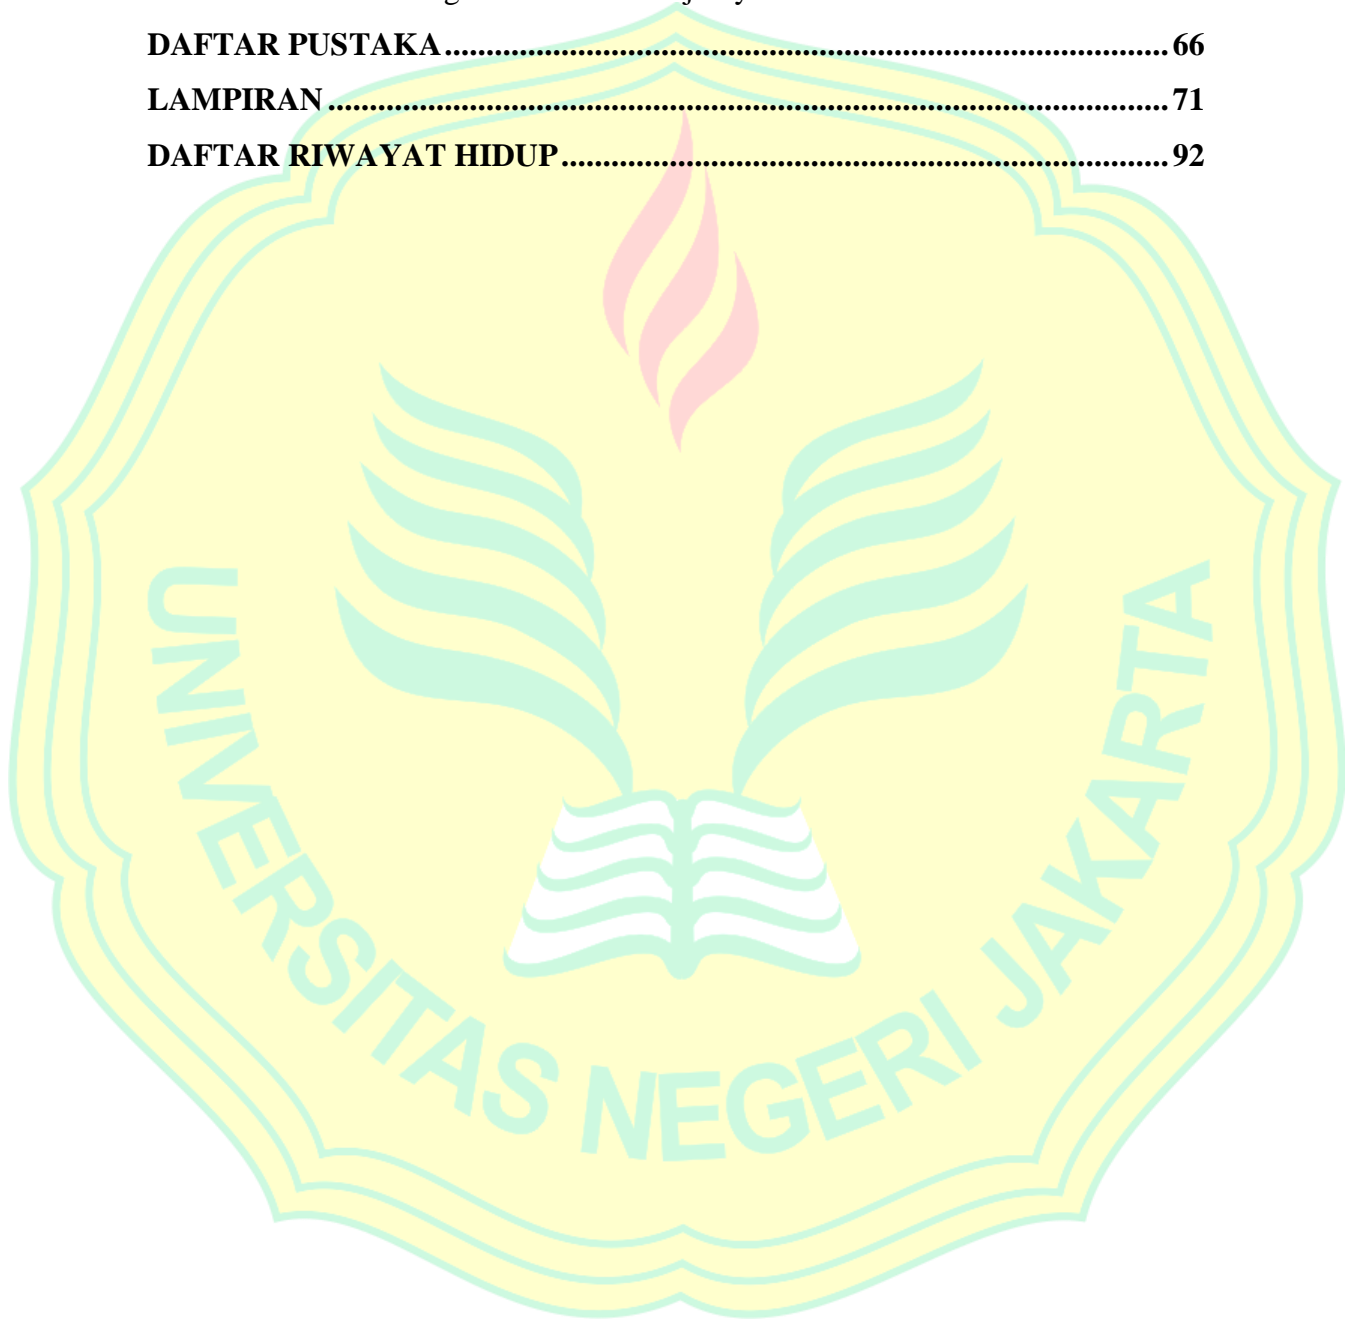 DAFTAR PUSTAKA.......................................................................................66
LAMPIRAN.....................................................................................................71
DAFTAR RIWAYAT HIDUP.........................................................................92
UNIVERSITAS NEGERI JAKARTA